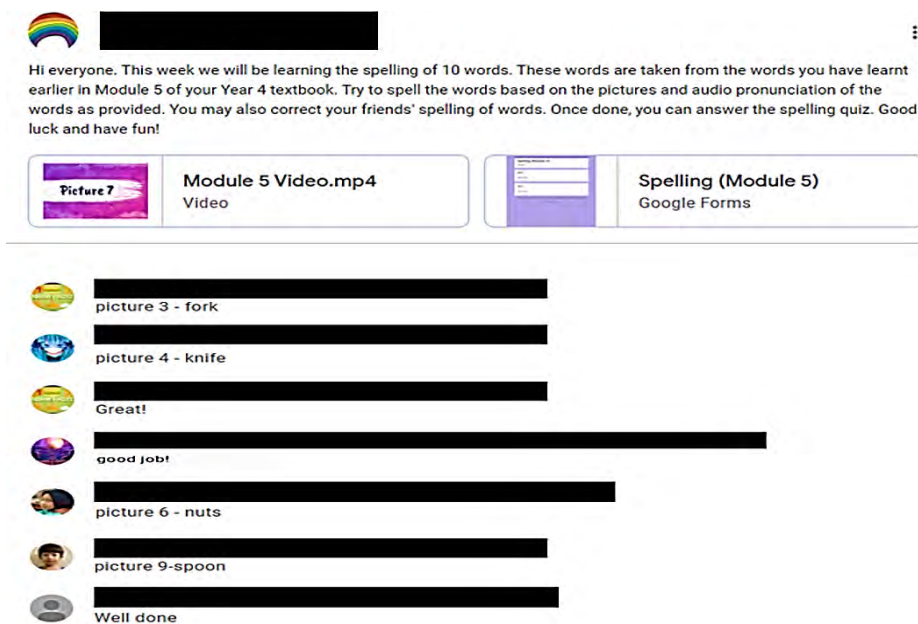 Hi everyone. This week we will be learning the spelling of 10 words. These words are taken from the words you have learnt
earlier in Module 5 of your Year 4 textbook. Try to spell the words based on the pictures and audio pronunciation of the
words as provided. You may also correct your friends' spelling of words. Once done, you can answer the spelling quiz. Good
luck and have fun!
Picture 7
Module 5 Video.mp4
Video
Spelling (Module 5)
Google Forms
picture 3 - fork
picture 4 - knife
Great!
good job!
picture 6 - nuts
picture 9-spoon
Well done